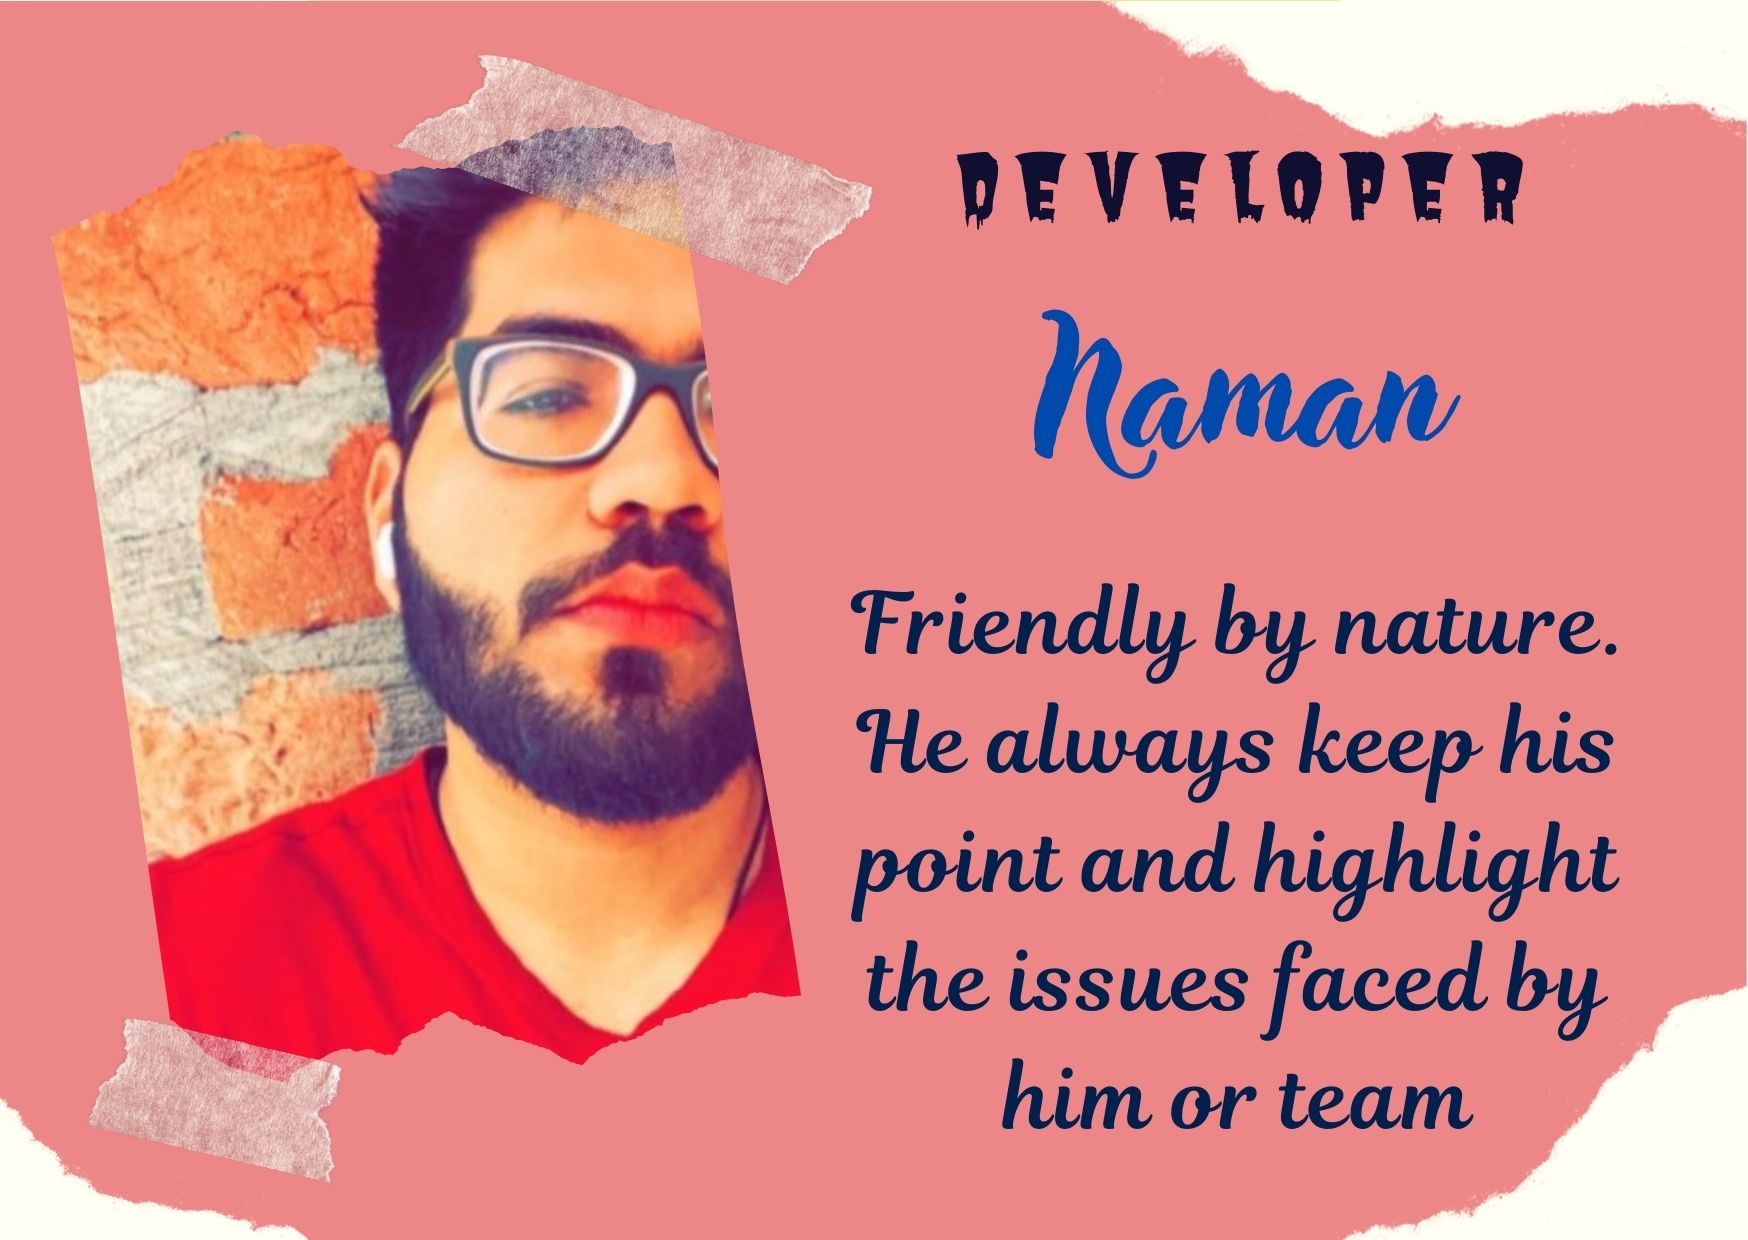 DEVELOPER
Naman
Friendly by nature.
He always keep his
point and highlight
the issues faced by
him or team